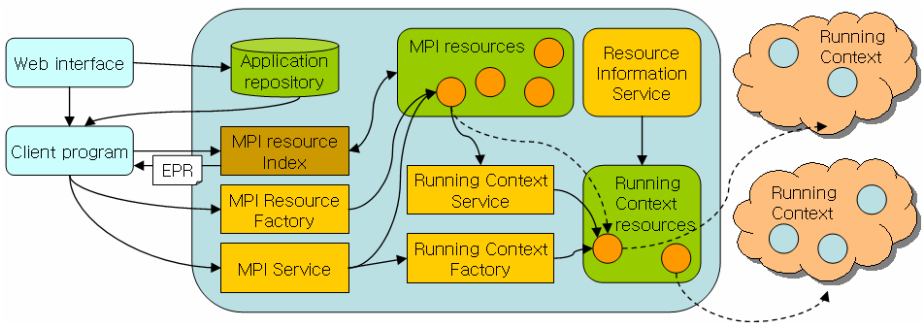 Web interface
Application
repository
MPI resources
Resource
Information
Service
Running
Context
Client program
MPI resource
Index
EPR
MPI Resource
Factory
Running Context
Service
Running
Context
resources
Running
Context
MPI Service
Running Context
Factory